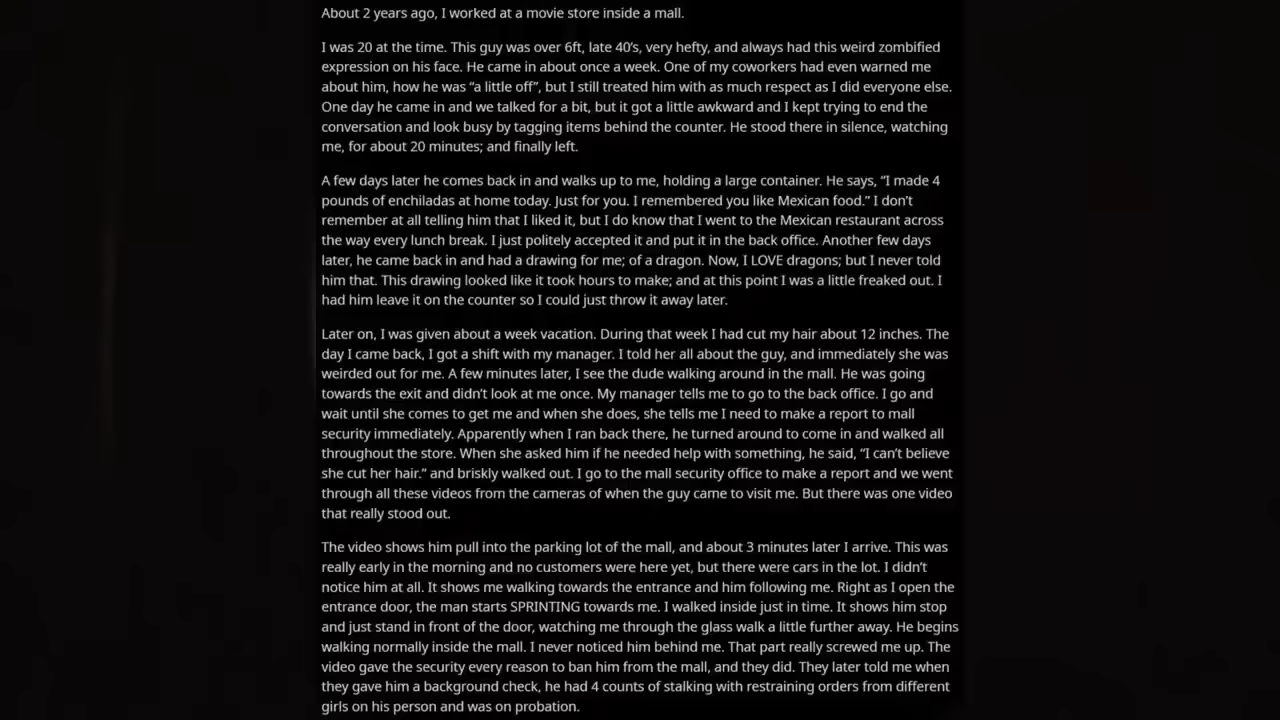 About 2 years ago, I worked at a movie store inside a mall.
I was 20 at the time. This guy was over 6ft, late 40's, very hefty, and always had this weird zombified
expression on his face. He came in about once a week. One of my coworkers had even warned me
about him, how he was “a little off”, but I still treated him with as much respect as I did everyone else.
One day he came in and we talked for a bit, but it got a little awkward and I kept trying to end the
conversation and look busy by tagging items behind the counter. He stood there in silence, watching
me, for about 20 minutes; and finally left.
A few days later he comes back in and walks up to me, holding a large container. He says, “I made 4
pounds of enchiladas at home today. Just for you. I remembered you like Mexican food.” I don't
remember at all telling him that I liked it, but I do know that I went to the Mexican restaurant across
the way every lunch break. I just politely accepted it and put it in the back office. Another few days
later, he came back in and had a drawing for me; of a dragon. Now, I LOVE dragons; but I never told
him that. This drawing looked like it took hours to make; and at this point I was a little freaked out. I
had him leave it on the counter so I could just throw it away later.
Later on, I was given about a week vacation. During that week I had cut my hair about 12 inches. The
day I came back, I got a shift with my manager. I told her all about the guy, and immediately she was
weirded out for me. A few minutes later, I see the dude walking around in the mall. He was going
towards the exit and didn't look at me once. My manager tells me to go to the back office. I go and
wait until she comes to get me and when she does, she tells me I need to make a report to mall
security immediately. Apparently when I ran back there, he turned around to come in and walked all
throughout the store. When she asked him if he needed help with something, he said, “I can't believe
she cut her hair.” and briskly walked out. I go to the mall security office to make a report and we went
through all these videos from the cameras of when the guy came to visit me. But there was one video
that really stood out.
The video shows him pull into the parking lot of the mall, and about 3 minutes later I arrive. This was
really early in the morning and no customers were here yet, but there were cars in the lot. I didn't
notice him at all. It shows me walking towards the entrance and him following me. Right as I open the
entrance door, the man starts SPRINTING towards me. I walked inside just in time. It shows him stop
and just stand in front of the door, watching me through the glass walk a little further away. He begins
walking normally inside the mall. I never noticed him behind me. That part really screwed me up. The
video gave the security every reason to ban him from the mall, and they did. They later told me when
they gave him a background check, he had 4 counts of stalking with restraining orders from different
girls on his person and was on probation.